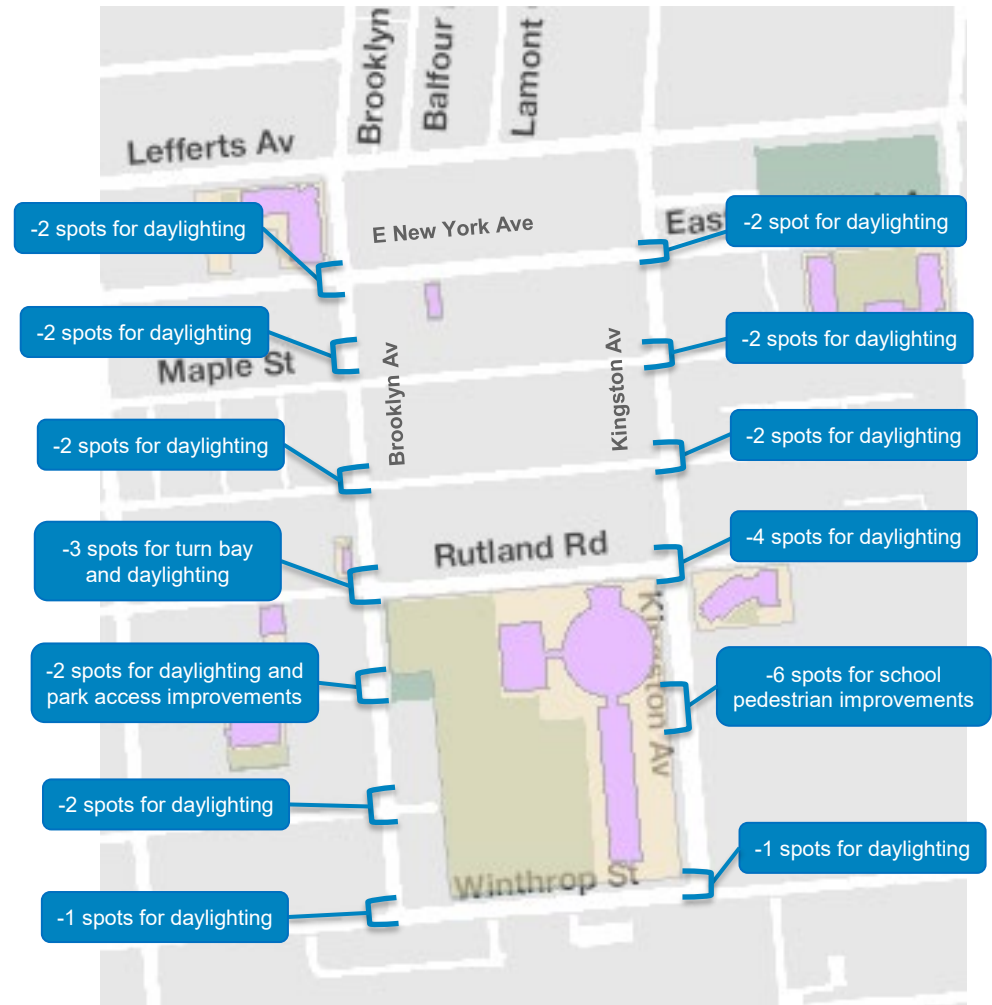 Brooklyn
Balfour
Lamont
Lefferts Av
-2 spots for daylighting
E New York Ave
East
-2 spot for daylighting
-2 spots for daylighting
Maple St
Brooklyn Av
Kingston Av
-2 spots for daylighting
-2 spots for daylighting
-2 spots for daylighting
-3 spots for turn bay
and daylighting
Rutland Rd
-4 spots for daylighting
Kingston Av
-2 spots for daylighting and
park access improvements
-6 spots for school
pedestrian improvements
-2 spots for daylighting
-1 spots for daylighting
Winthrop St
-1 spots for daylighting